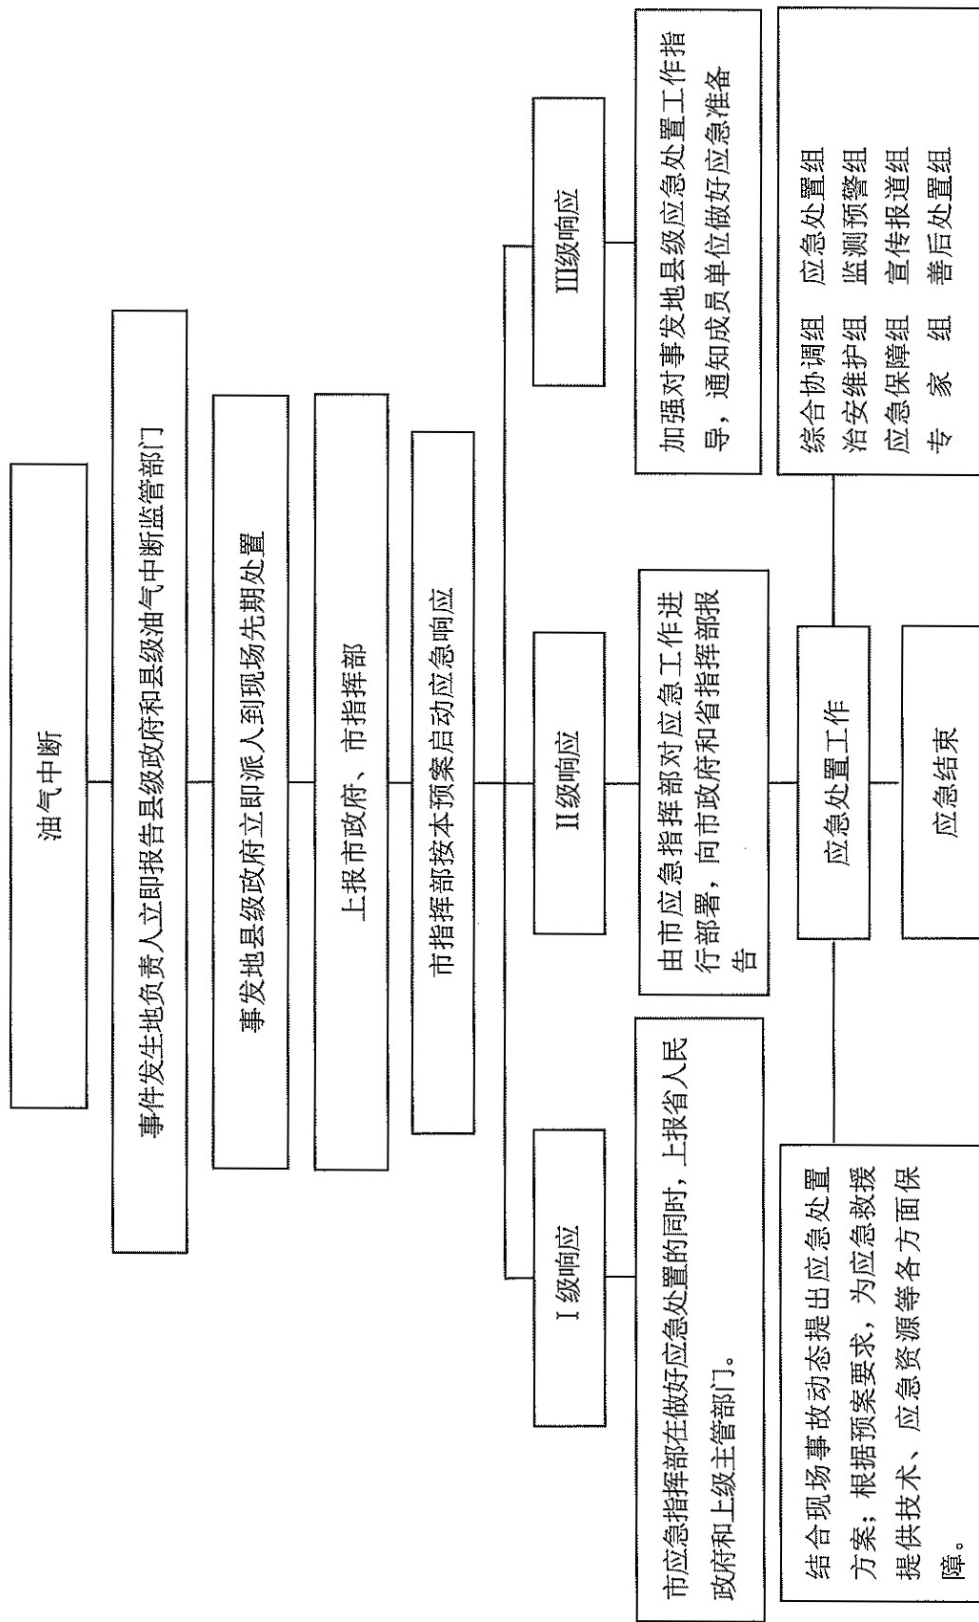 油气中断
事件发生地负责人立即报告县级政府和县级油气中断监管部门
事发地县级政府立即派人到现场先期处置
上报市政府、市指挥部
市指挥部按本预案启动应急响应
Ⅰ级响应
Ⅱ级响应
Ⅲ级响应
市应急指挥部在做好应急处置的同时，上报省人民
政府和上级主管部门。
由市应急指挥部对应急工作进
行部署，向市政府和省指挥部报
告
加强对事发地县级应急处置工作指
导，通知成员单位做好应急准备
结合现场事故动态提出应急处置
方案；根据预案要求，为应急救援
提供技术、应急资源等各方面保
障。
应急处置工作
综合协调组 应急处置组
治安维护组 监测预警组
应急保障组 宣传报道组
专 家 组 善后处置组
应急结束